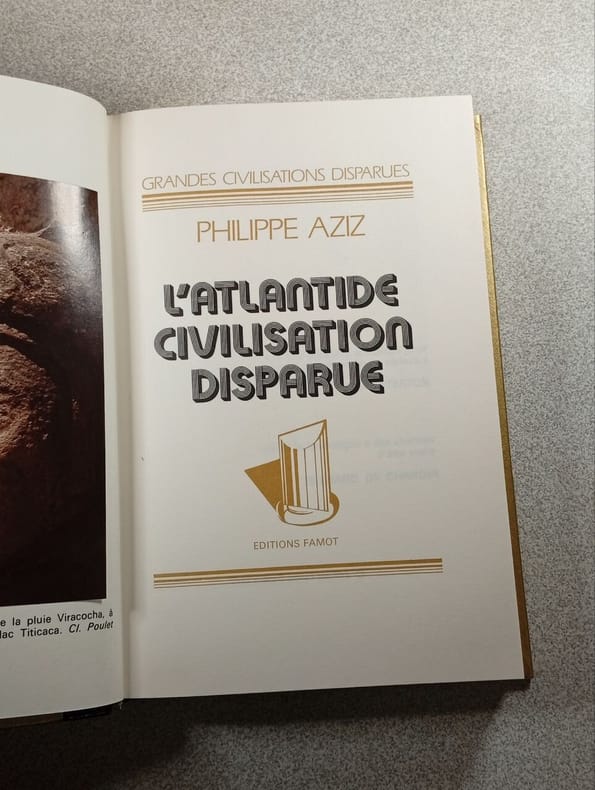 GRANDES CIVILISATIONS DISPARUES
PHILIPPE AZIZ
L'ATLANTIDE
CIVILISATION
DISPARUE
EDITIONS FAMOT
e la pluie Viracocha, à
lac Titicaca. Cl. Poulet